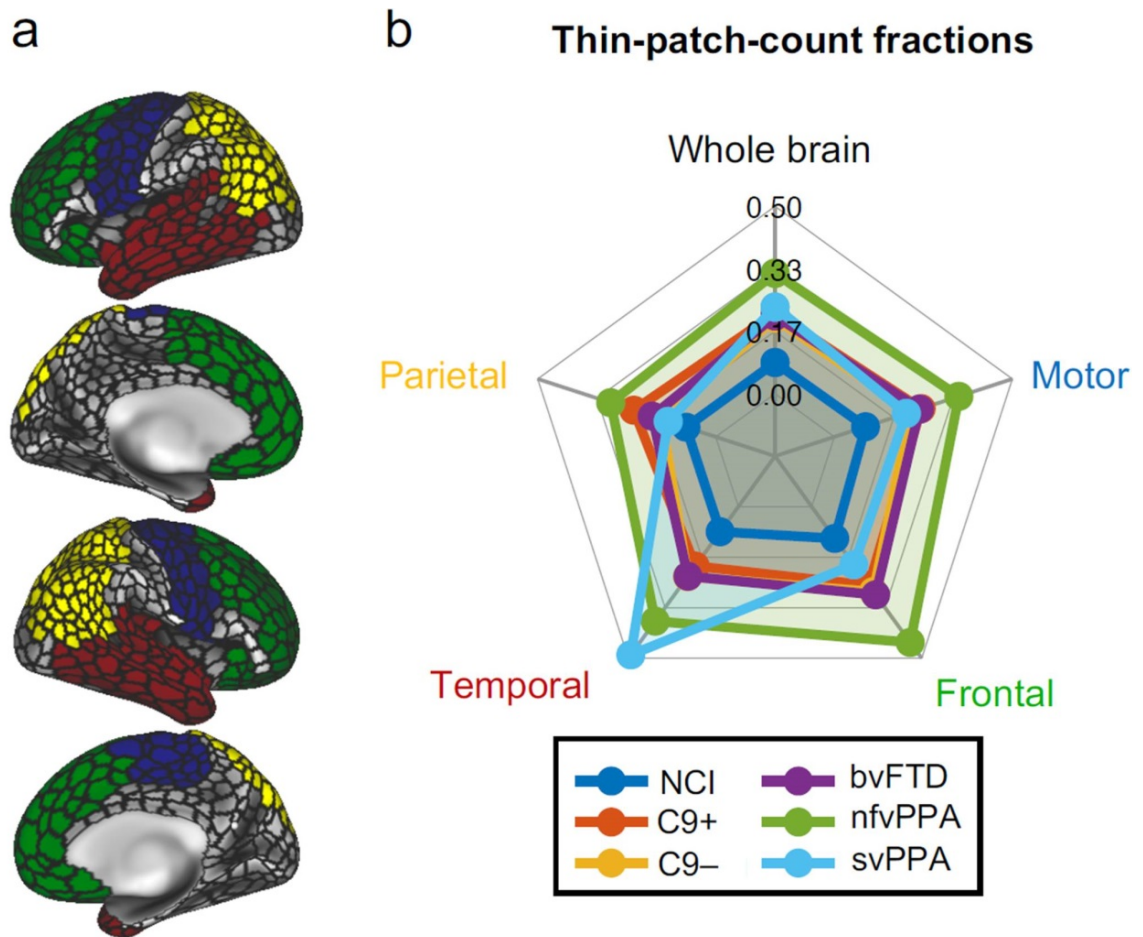 a
b
Thin-patch-count fractions
Whole brain
0.50
0.33
0.17
0.00
Parietal
Motor
Temporal
Frontal
NCI
bvFTD
C9+
nfvPPA
C9–
svPPA